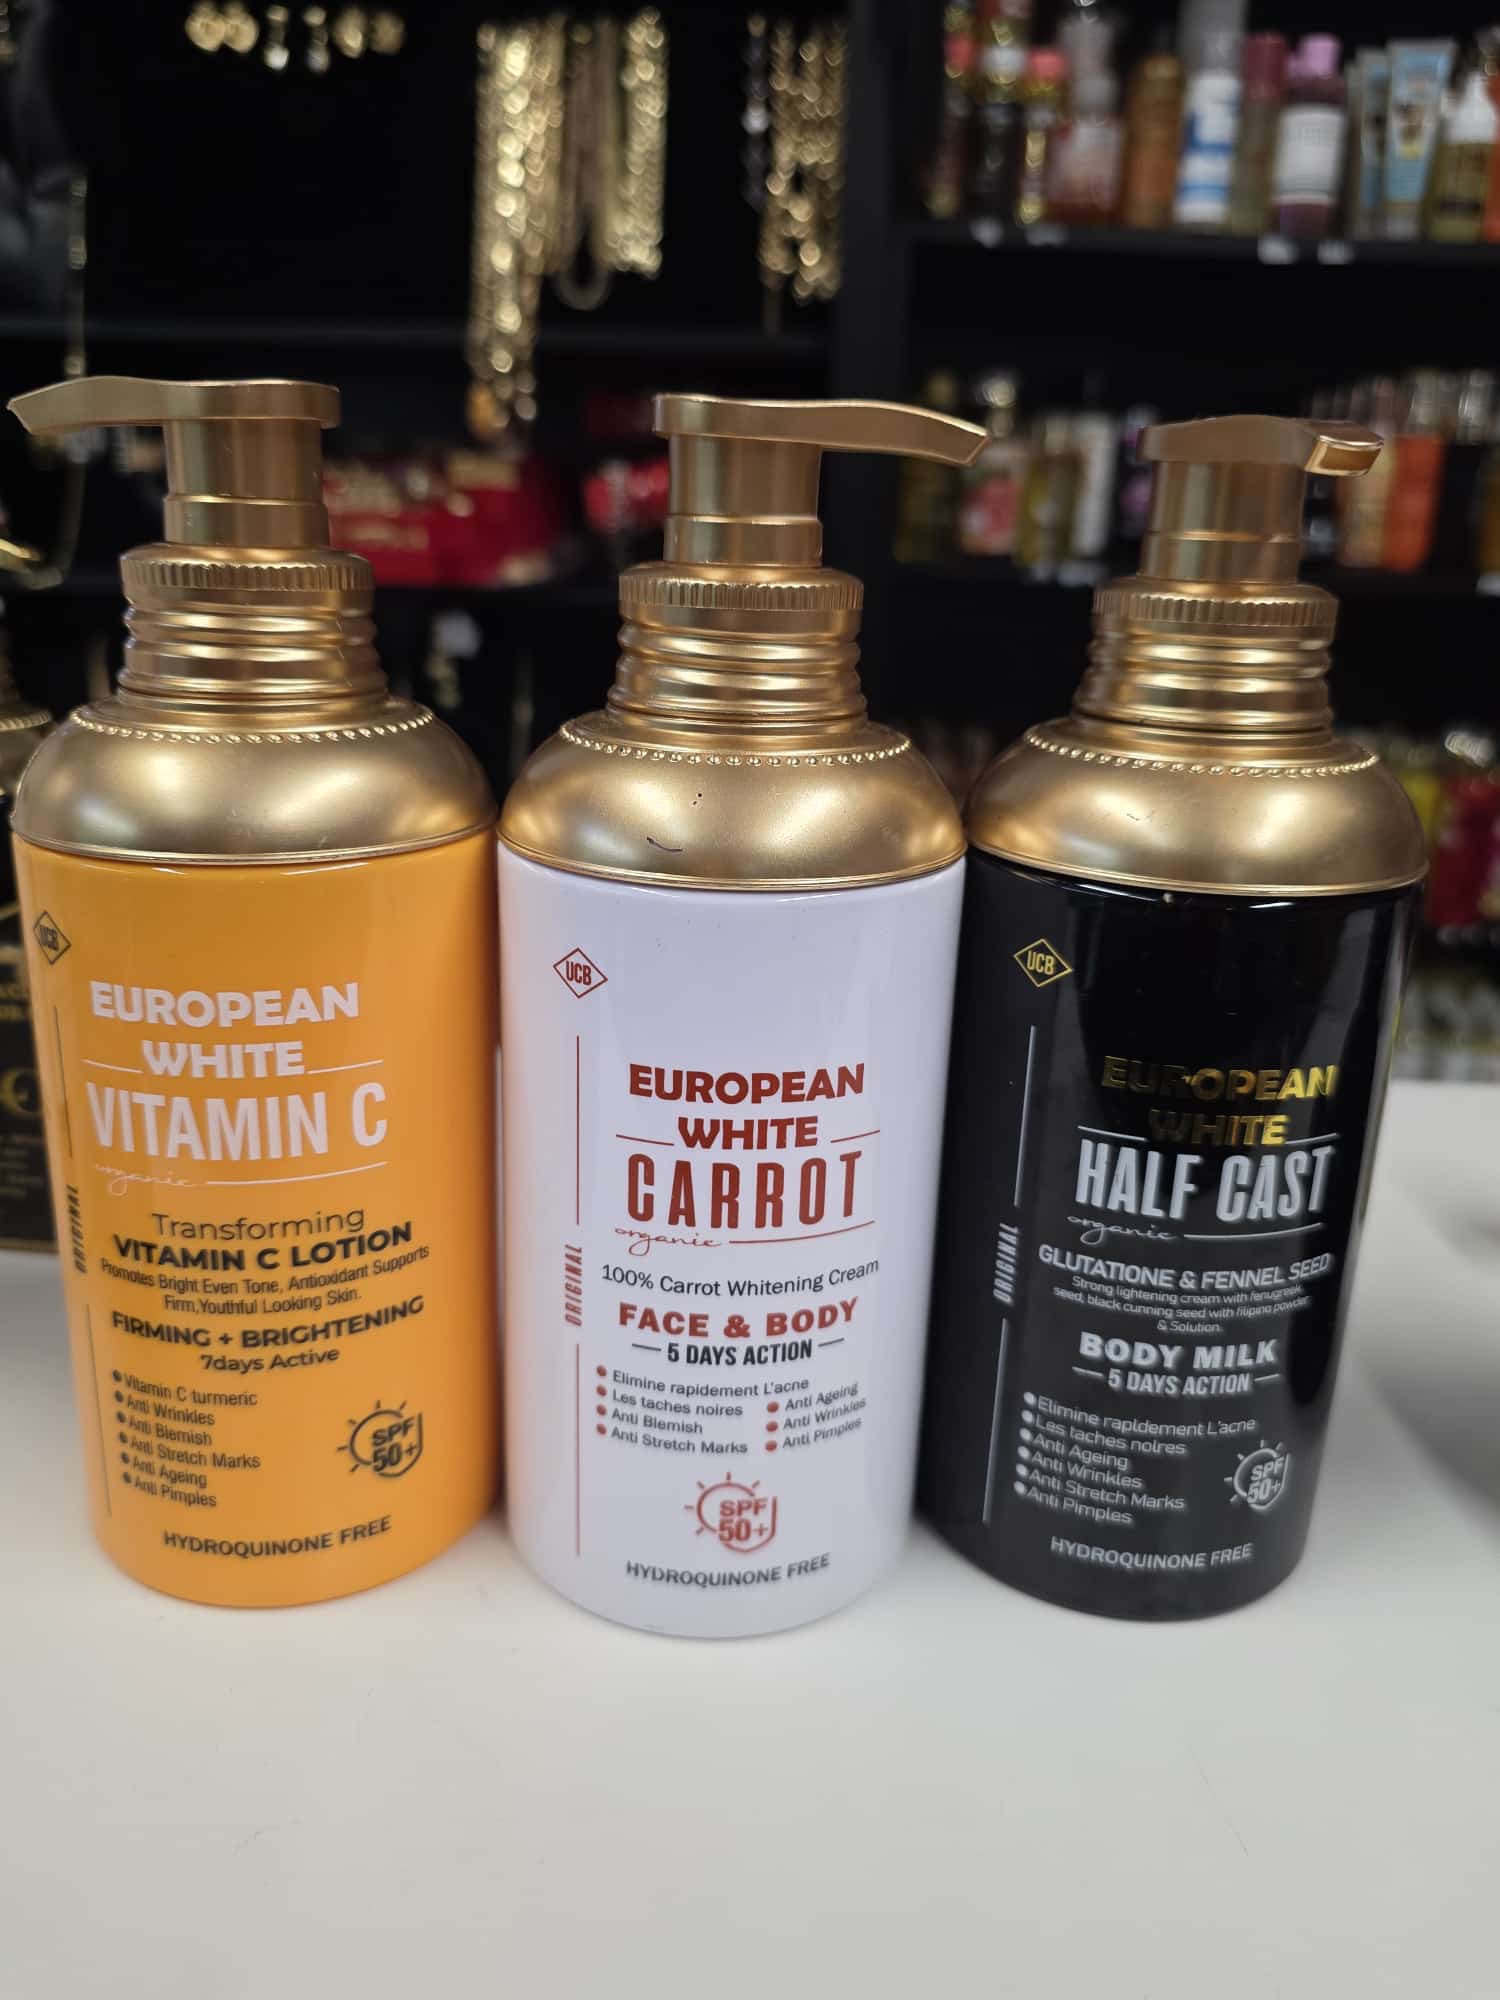 UCB
EUROPEAN
WHITE
VITAMIN C
organic
ORIGINAL
Transforming
VITAMIN C LOTION
Promotes Bright Even Tone, Antioxidant Supports
Firm,Youthful Looking Skin.
FIRMING + BRIGHTENING
7days Active
Vitamin C turmeric
Anti Wrinkles
Anti Blemish
Anti Stretch Marks
Anti Ageing
Anti Pimples
SPF
50+
HYDROQUINONE FREE
UCB
EUROPEAN
WHITE
CARROT
organic
ORIGINAL
100% Carrot Whitening Cream
FACE & BODY
5 DAYS ACTION
Elimine rapidement L'acne
Les taches noires
Anti Blemish
Anti Stretch Marks
Anti Ageing
Anti Wrinkles
Anti Pimples
SPF
50+
HYDROQUINONE FREE
UCB
EUROPEAN
WHITE
HALF CAST
organic
ORIGINAL
GLUTATIONE & FENNEL SEED
Strong lightening cream with fenugreek
seed, black cunning seed with filipino powder
& Solution.
BODY MILK
5 DAYS ACTION
Elimine rapldement L'acne
Les taches nolres
Anti Ageing
Anti Wrinkles
Anti Stretch Marks
Anti Pimples
SPF
50+
HYDROQUINONE FREE